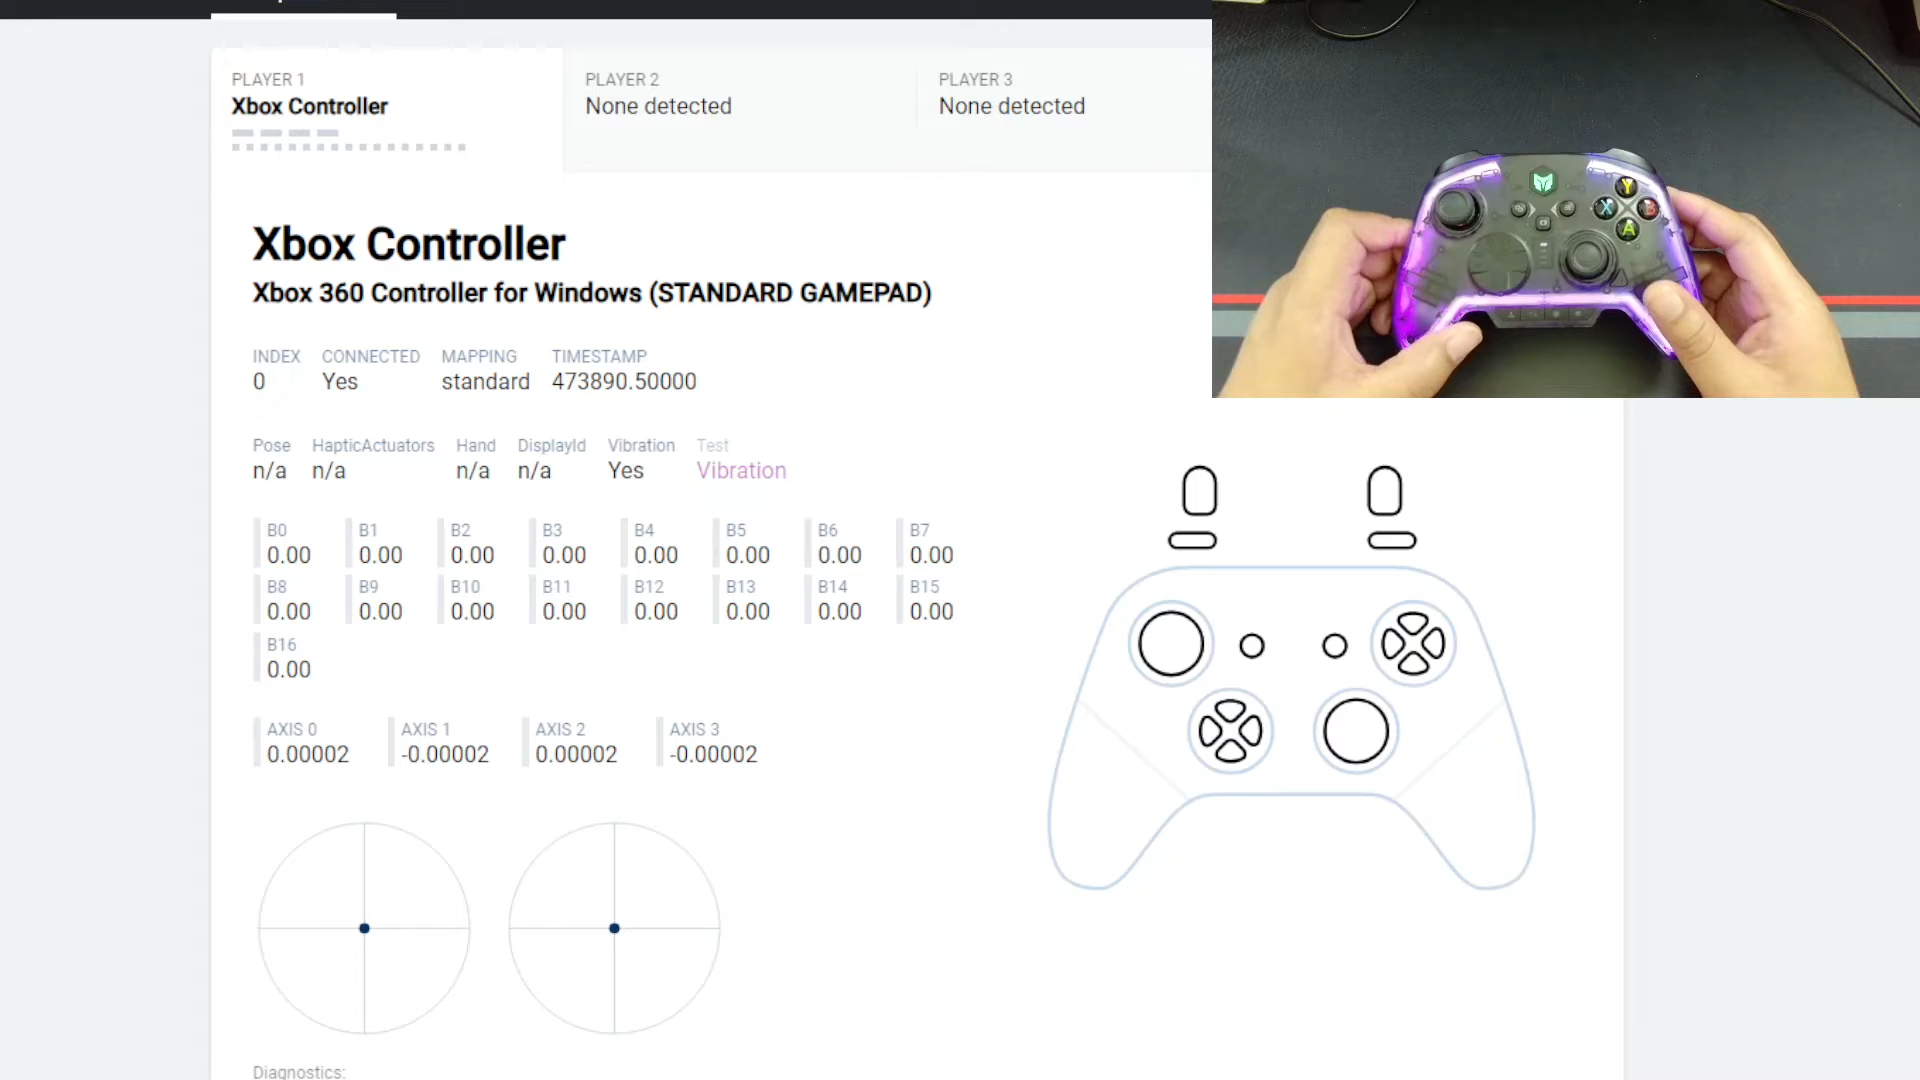 PLAYER 1
Xbox Controller
PLAYER 2
None detected
PLAYER 3
None detected
Xbox Controller
Xbox 360 Controller for Windows (STANDARD GAMEPAD)
INDEX CONNECTED MAPPING TIMESTAMP
0 Yes standard 473890.50000
Pose HapticActuators Hand DisplayId Vibration Test
n/a n/a n/a n/a Yes Vibration
B0 B1 B2 B3 B4 B5 B6 B7
0.00 0.00 0.00 0.00 0.00 0.00 0.00 0.00
B8 B9 B10 B11 B12 B13 B14 B15
0.00 0.00 0.00 0.00 0.00 0.00 0.00 0.00
B16
0.00
AXIS 0 AXIS 1 AXIS 2 AXIS 3
0.00002 -0.00002 0.00002 -0.00002
Diagnostics:
Y
X B
A